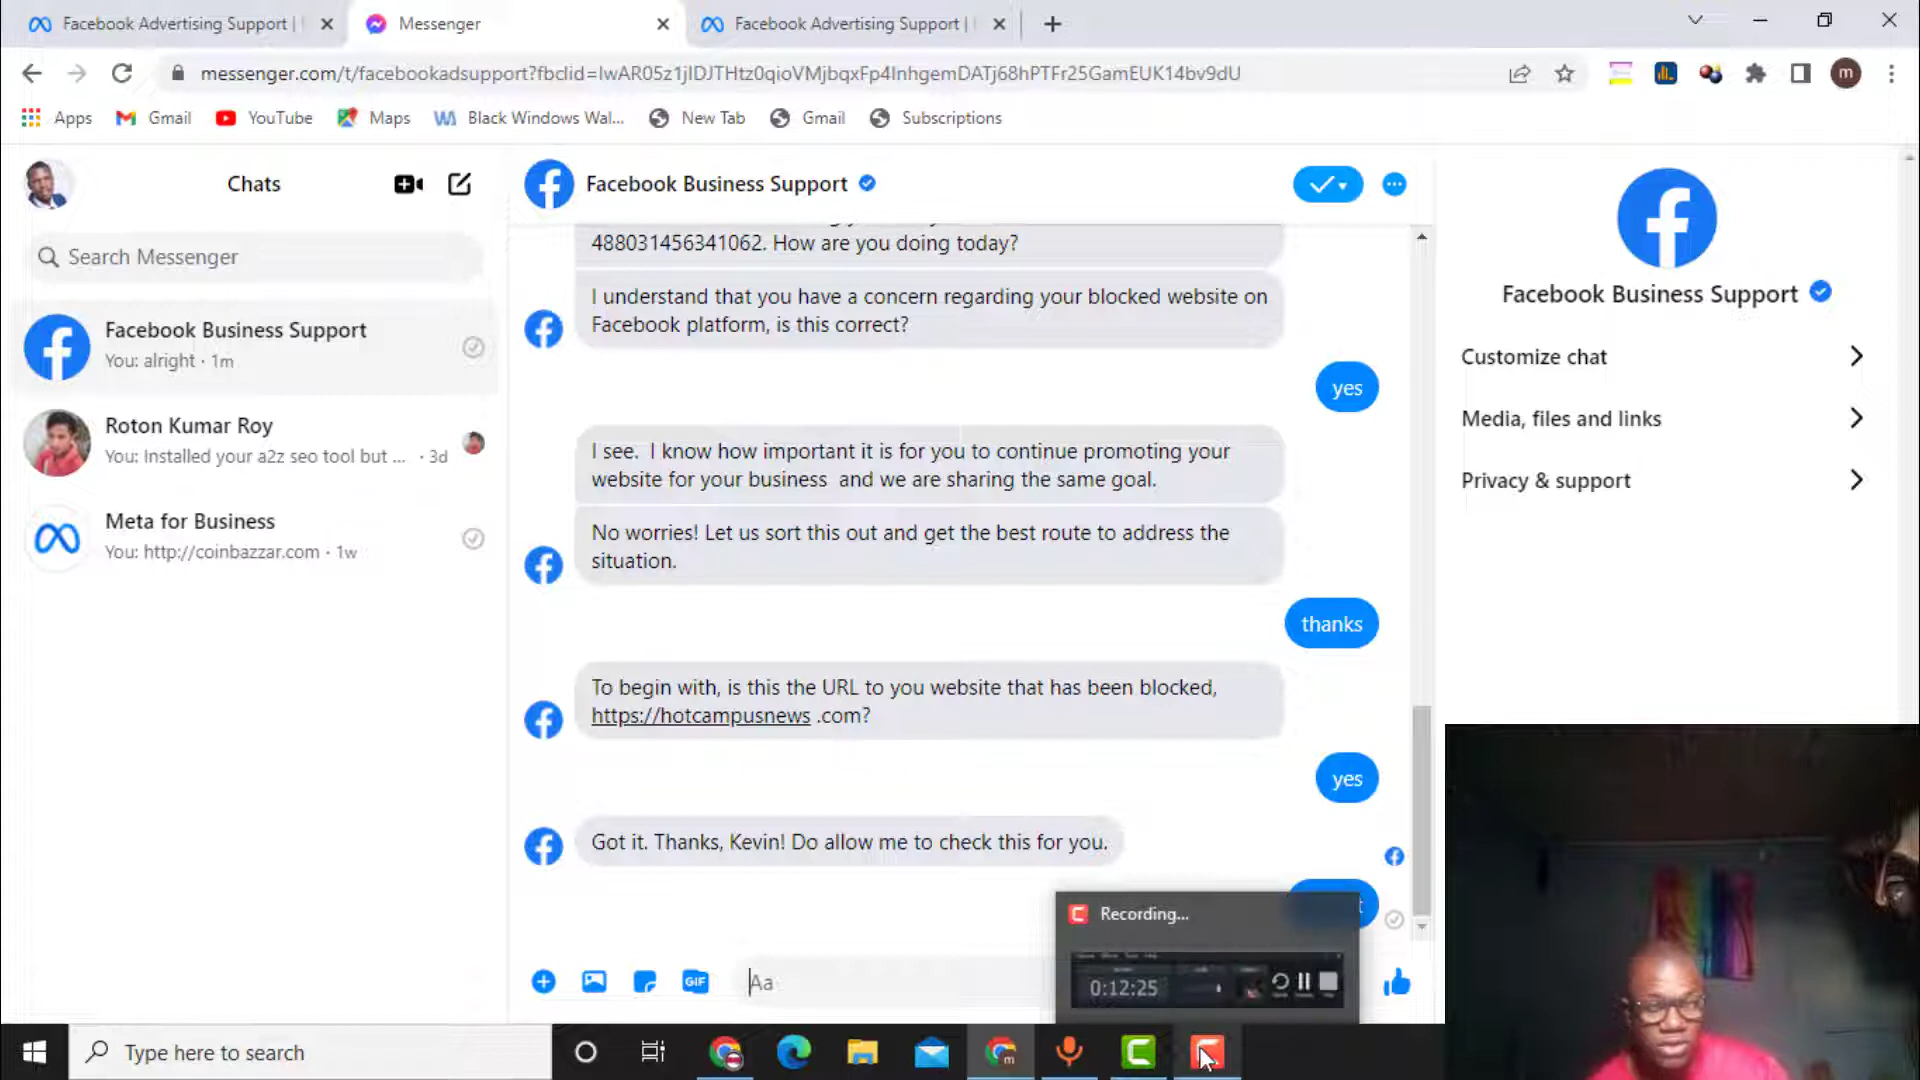 Facebook Advertising Support |
Messenger
Facebook Advertising Support |
messenger.com/t/facebookadsupport?fbclid=IwAR05z1jlDJTHtz0qioVMjbqxFp4InhgemDATj68hPTFr25GamEUK14bv9dU
m
Apps
Gmail
YouTube
Maps
Black Windows Wal...
New Tab
Gmail
Subscriptions
Chats
Search Messenger
Facebook Business Support
You: alright · 1m
Roton Kumar Roy
You: Installed your a2z seo tool but ... · 3d
Meta for Business
You: http://coinbazzar.com · 1w
Facebook Business Support
488031456341062. How are you doing today?
I understand that you have a concern regarding your blocked website on
Facebook platform, is this correct?
yes
I see.  I know how important it is for you to continue promoting your
website for your business  and we are sharing the same goal.
No worries! Let us sort this out and get the best route to address the
situation.
thanks
To begin with, is this the URL to you website that has been blocked,
https://hotcampusnews .com?
yes
Got it. Thanks, Kevin! Do allow me to check this for you.
GIF
Aa
Recording...
0:12:25
Facebook Business Support
Customize chat
Media, files and links
Privacy & support
Type here to search